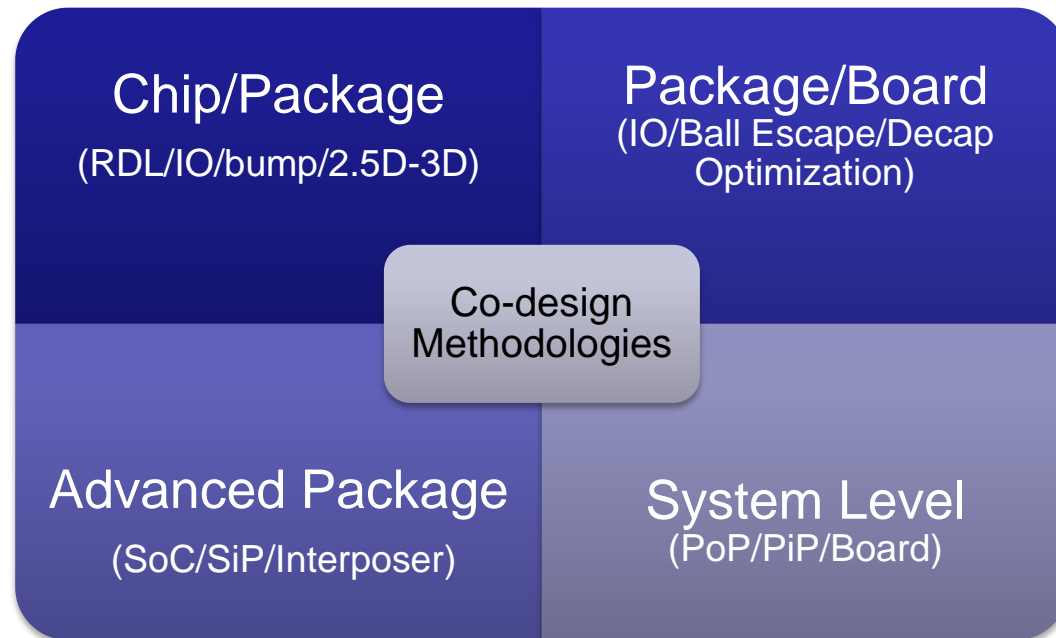 Chip/Package
(RDL/IO/bump/2.5D-3D)
Package/Board
(IO/Ball Escape/Decap
Optimization)
Co-design
Methodologies
Advanced Package
(SoC/SiP/Interposer)
System Level
(PoP/PiP/Board)